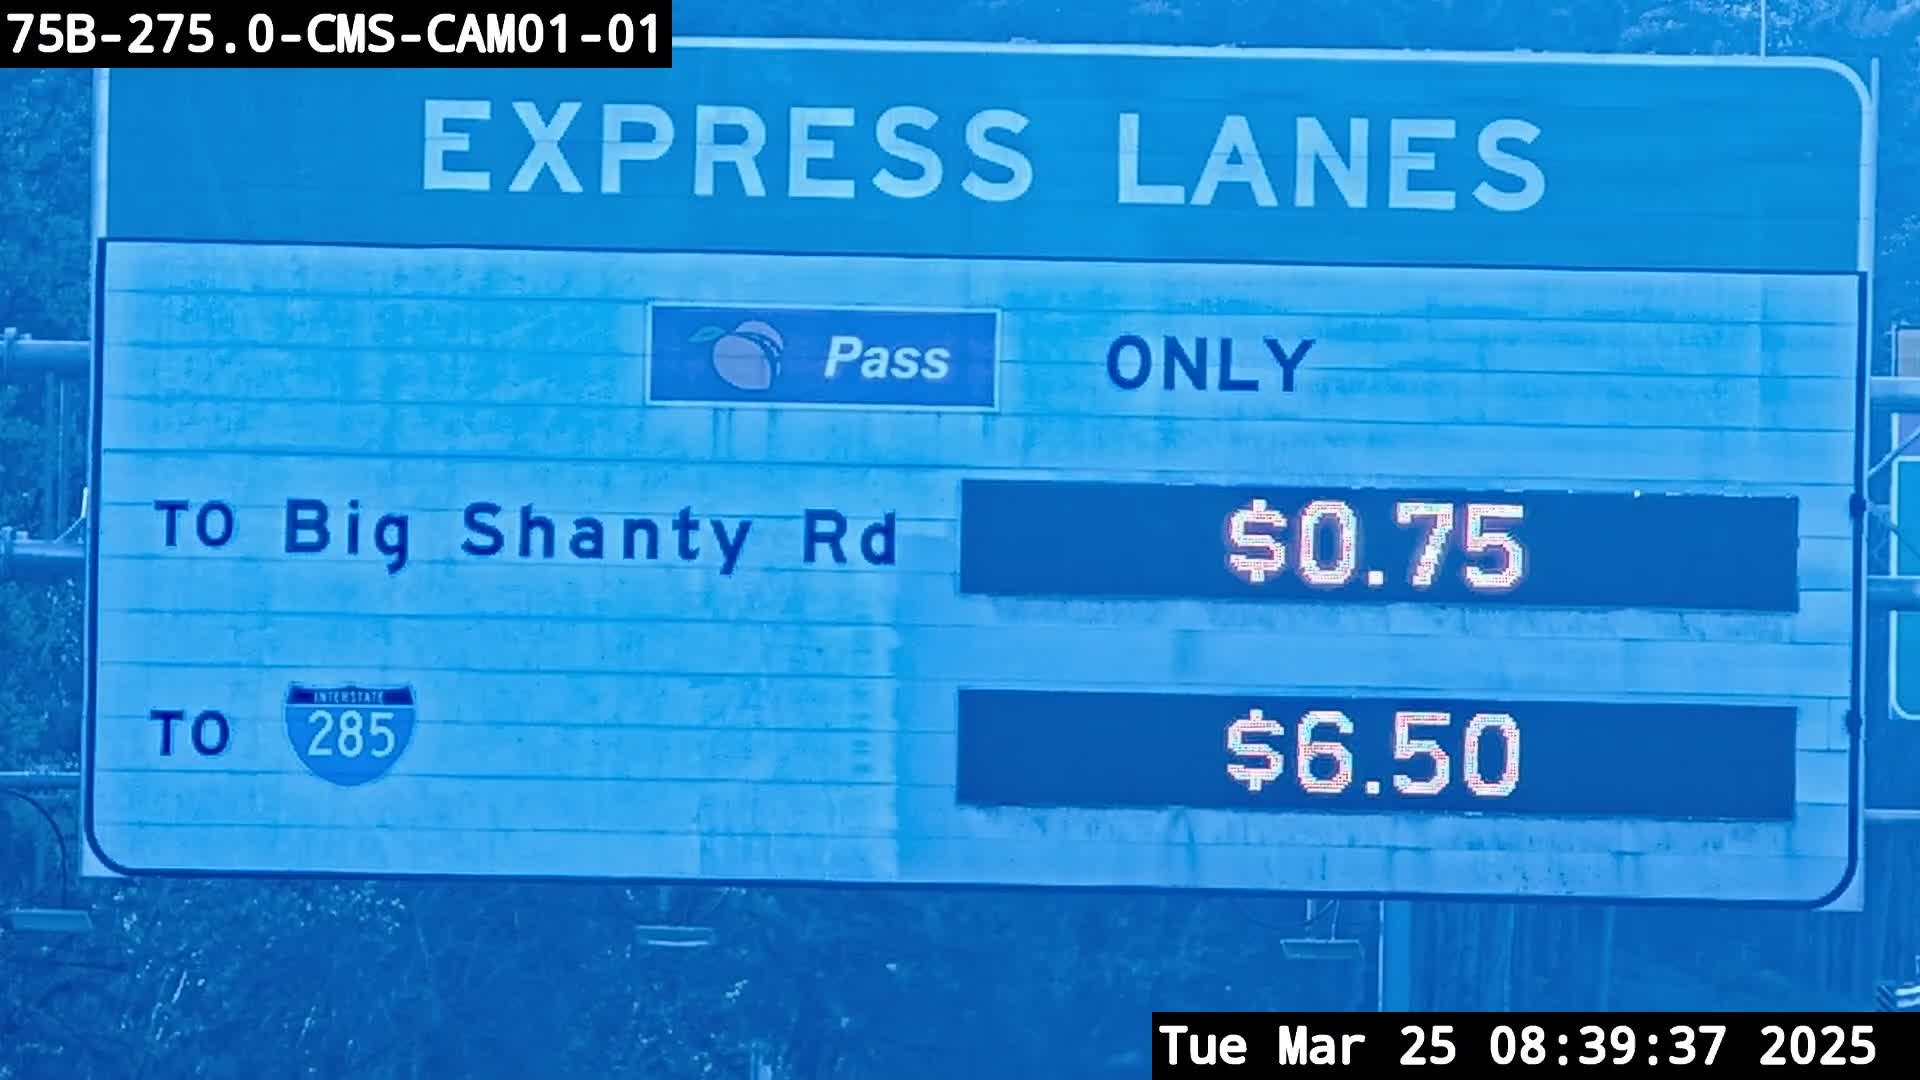 75B-275.0-CMS-CAM01-01
EXPRESS LANES
Pass ONLY
TO Big Shanty Rd $0.75
INTERSTATE
TO 285 $6.50
Tue Mar 25 08:39:37 2025